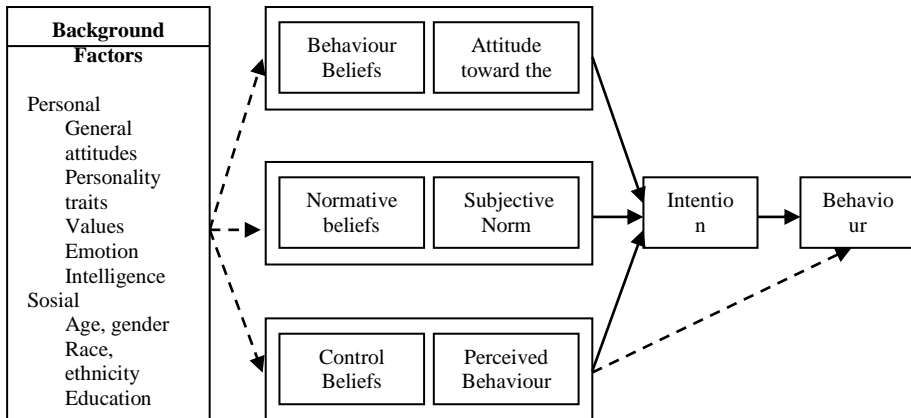 Background
Factors
Personal
General
attitudes
Personality
traits
Values
Emotion
Intelligence
Sosial
Age, gender
Race,
ethnicity
Education
Behaviour
Beliefs
Attitude
toward the
Normative
beliefs
Subjective
Norm
Control
Beliefs
Perceived
Behaviour
Intentio
n
Behavio
ur